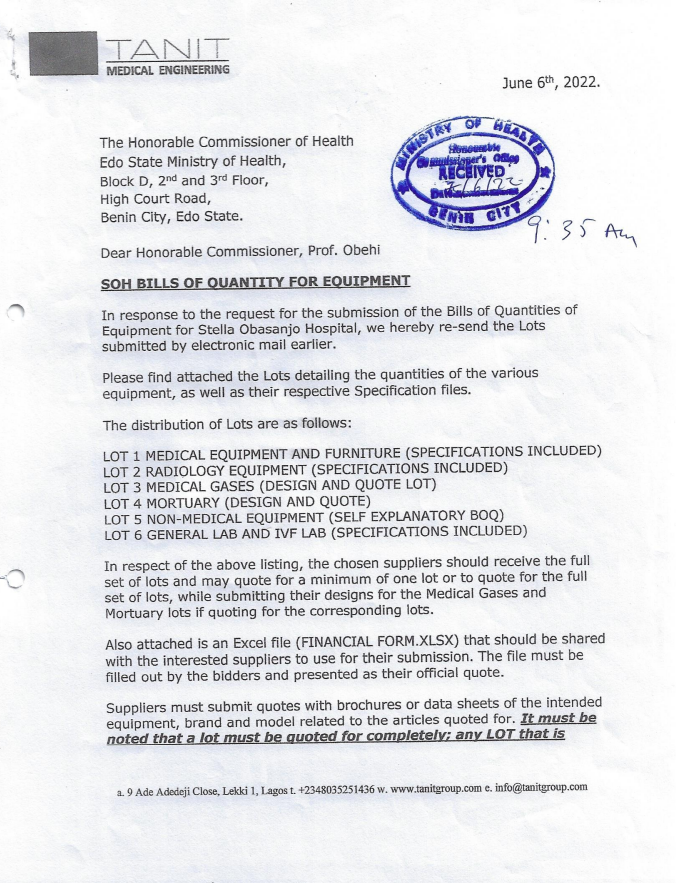 TANIT
MEDICAL ENGINEERING
June 6th, 2022.
The Honorable Commissioner of Health
Edo State Ministry of Health,
Block D, 2nd and 3rd Floor,
High Court Road,
Benin City, Edo State.
MINISTRY OF HEALTH
Honourable
Commissioner's Office
RECEIVED
BENIN CITY
9:35 Am
Dear Honorable Commissioner, Prof. Obehi
SOH BILLS OF QUANTITY FOR EQUIPMENT
In response to the request for the submission of the Bills of Quantities of
Equipment for Stella Obasanjo Hospital, we hereby re-send the Lots
submitted by electronic mail earlier.
Please find attached the Lots detailing the quantities of the various
equipment, as well as their respective Specification files.
The distribution of Lots are as follows:
LOT 1 MEDICAL EQUIPMENT AND FURNITURE (SPECIFICATIONS INCLUDED)
LOT 2 RADIOLOGY EQUIPMENT (SPECIFICATIONS INCLUDED)
LOT 3 MEDICAL GASES (DESIGN AND QUOTE LOT)
LOT 4 MORTUARY (DESIGN AND QUOTE)
LOT 5 NON-MEDICAL EQUIPMENT (SELF EXPLANATORY BOQ)
LOT 6 GENERAL LAB AND IVF LAB (SPECIFICATIONS INCLUDED)
In respect of the above listing, the chosen suppliers should receive the full
set of lots and may quote for a minimum of one lot or to quote for the full
set of lots, while submitting their designs for the Medical Gases and
Mortuary lots if quoting for the corresponding lots.
Also attached is an Excel file (FINANCIAL FORM.XLSX) that should be shared
with the interested suppliers to use for their submission. The file must be
filled out by the bidders and presented as their official quote.
Suppliers must submit quotes with brochures or data sheets of the intended
equipment, brand and model related to the articles quoted for. It must be
noted that a lot must be quoted for completely; any LOT that is
a. 9 Ade Adedeji Close, Lekki 1, Lagos t. +2348035251436 w. www.tanitgroup.com e. info@tanitgroup.com